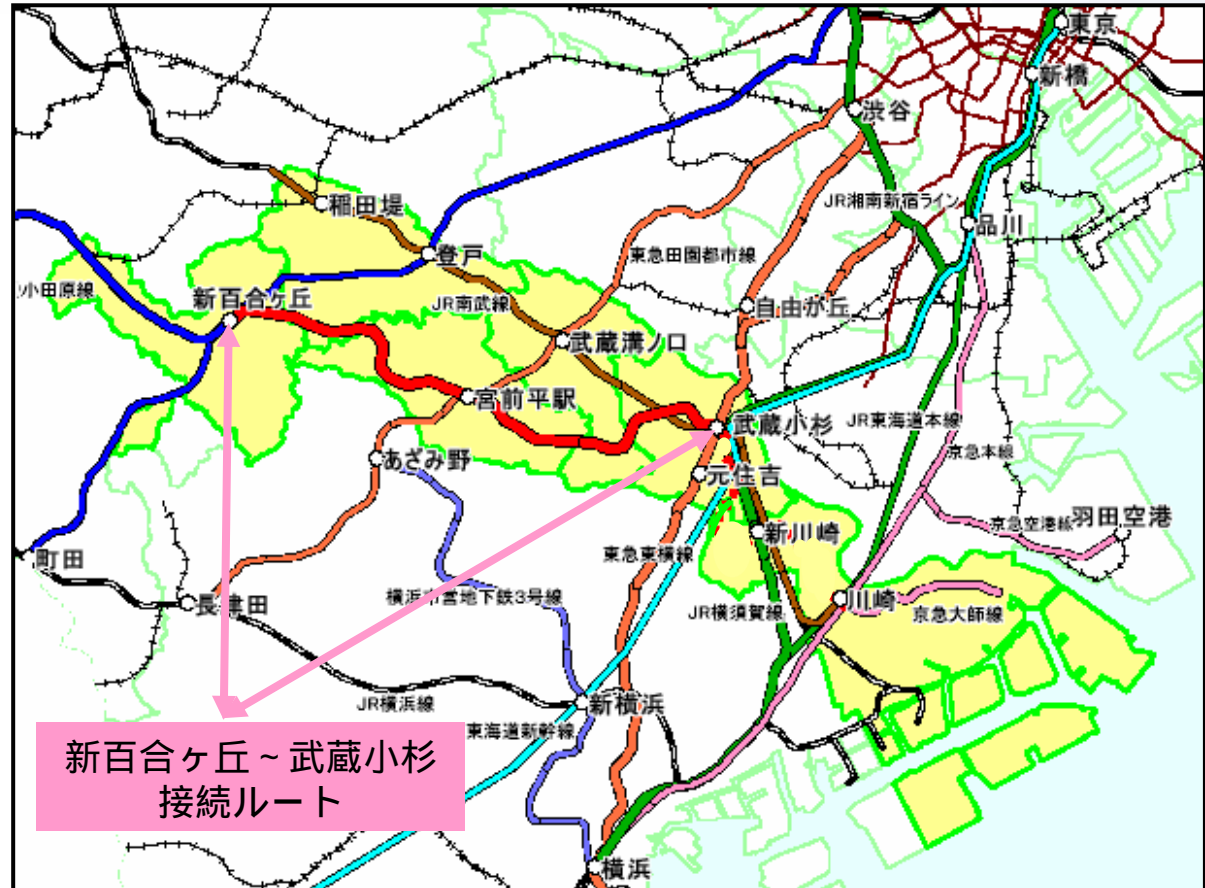 東京
新橋
渋谷
JR湘南新宿ライン
品川
稲田堤
登戸
東急田園都市線
小田原線
新百合ヶ丘
JR南武線
自由が丘
武蔵溝ノ口
宮前平駅
武蔵小杉
JR東海道本線
京急本線
あざみ野
元住吉
京急空港線
羽田空港
新川崎
東急東横線
町田
長津田
横浜市営地下鉄3号線
JR横須賀線
川崎
京急大師線
JR横浜線
新横浜
東海道新幹線
新百合ヶ丘~武蔵小杉
接続ルート
横浜